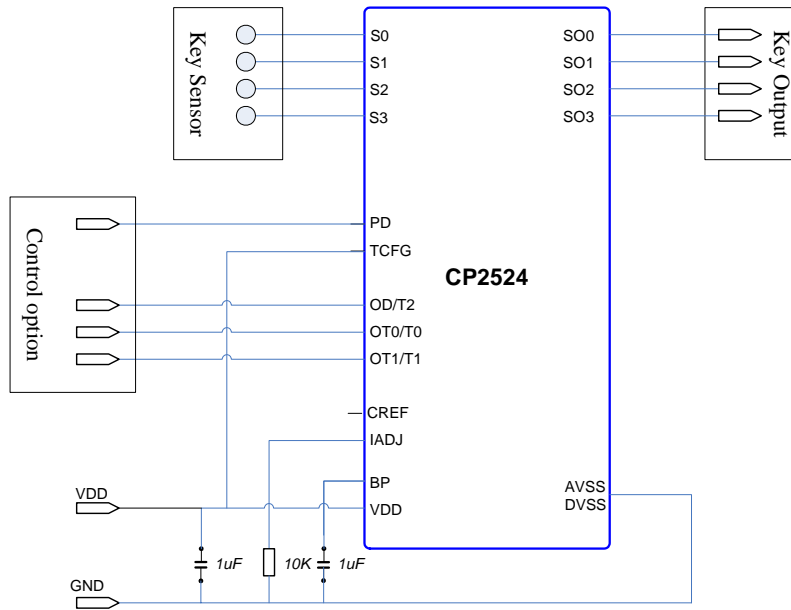 Key Sensor
S0
S1
S2
S3
SO0
SO1
SO2
SO3
Key Output
Control option
PD
TCFG
CP2524
OD/T2
OT0/T0
OT1/T1
CREF
IADJ
BP
VDD
AVSS
DVSS
VDD
1uF
10K
1uF
GND